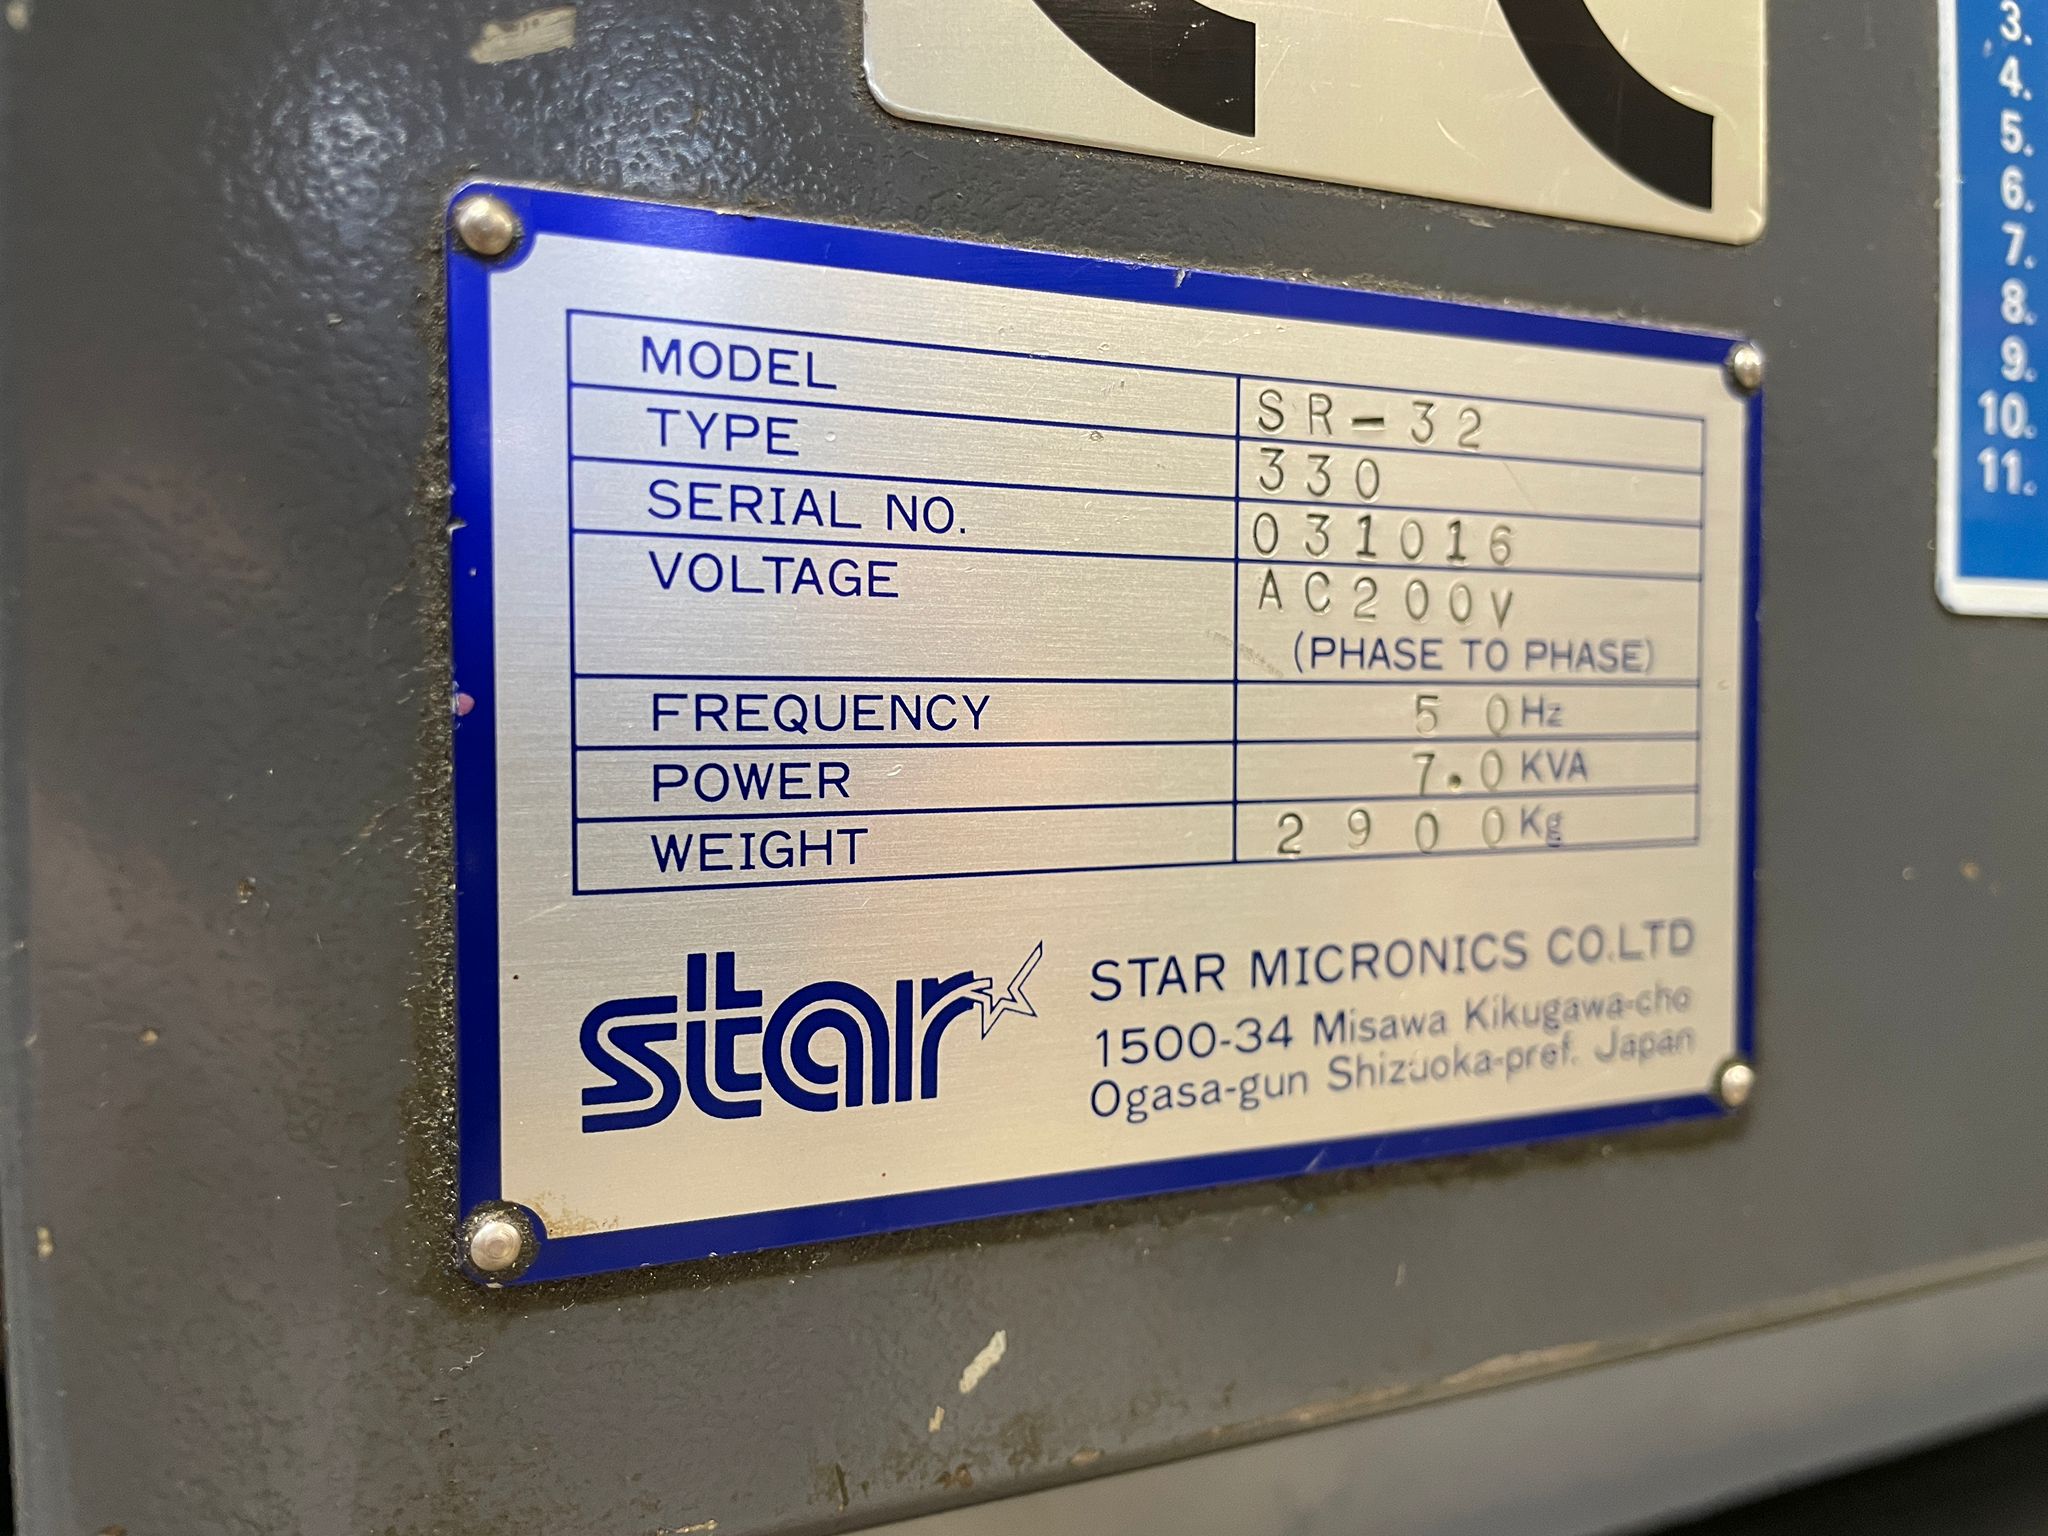 3.
4.
5.
6.
7.
8.
9.
10.
11.
MODEL SR-32
TYPE 330
SERIAL NO. 031016
VOLTAGE AC200V
(PHASE TO PHASE)
FREQUENCY 50Hz
POWER 7.0KVA
WEIGHT 2900Kg
star
STAR MICRONICS CO.LTD
1500-34 Misawa Kikugawa-cho
Ogasa-gun Shizuoka-pref. Japan